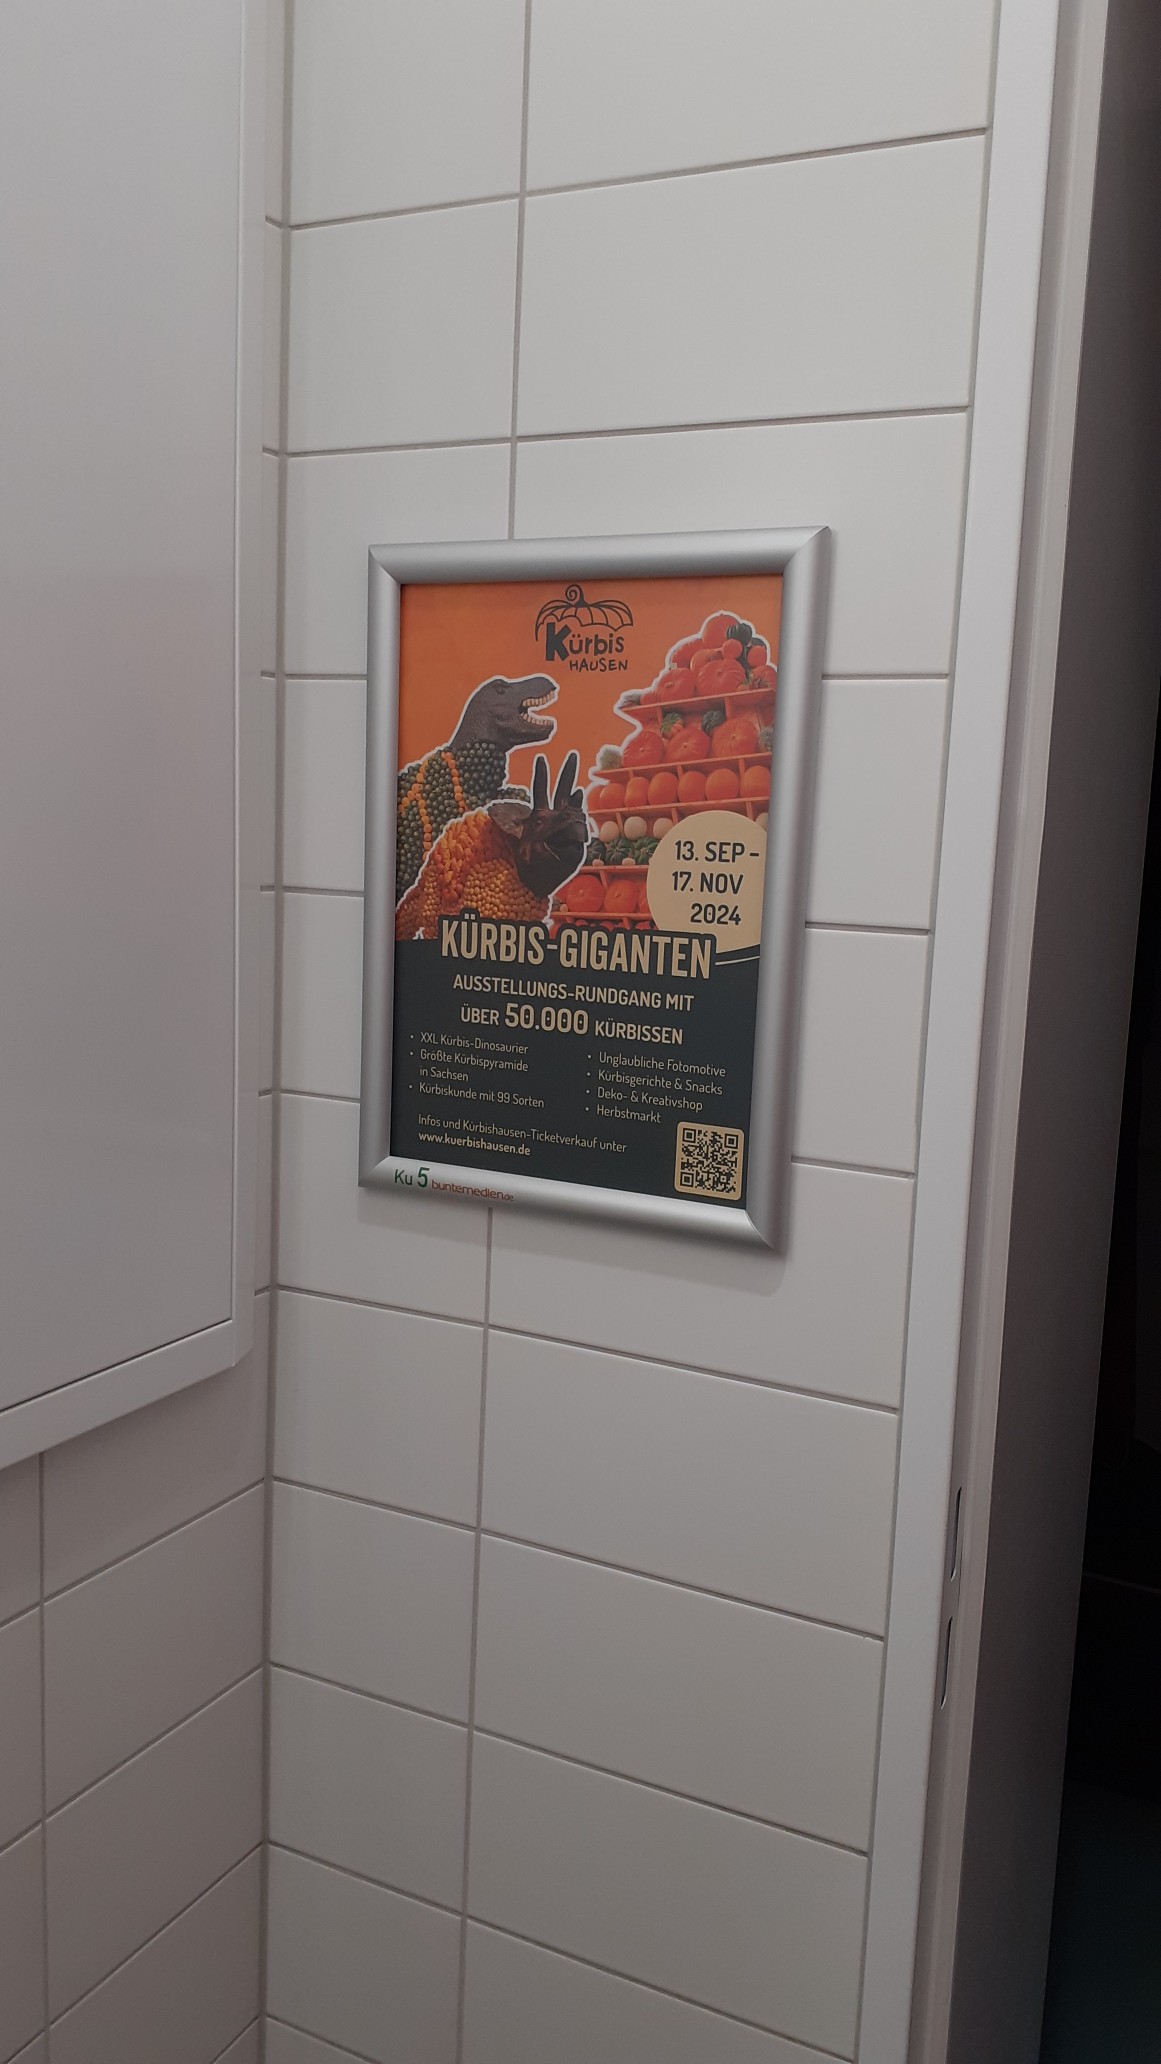 Kürbis
HAUSEN
13. SEP -
17. NOV
2024
KÜRBIS-GIGANTEN
AUSSTELLUNGS-RUNDGANG MIT
ÜBER 50.000 KÜRBISSEN
• XXL Kürbis-Dinosaurier
• Größte Kürbispyramide
in Sachsen
• Kürbiskunde mit 99 Sorten
• Unglaubliche Fotomotive
• Kürbisgerichte & Snacks
• Deko- & Kreativshop
• Herbstmarkt
Infos und Kürbishausen-Ticketverkauf unter
www.kuerbishausen.de
Ku 5 buntemedien.de